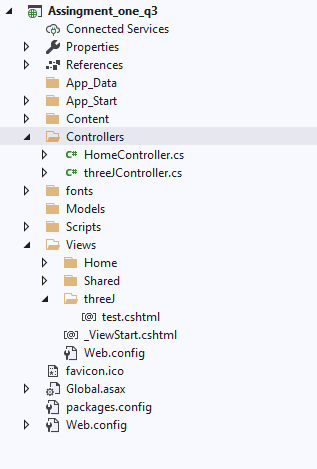 Assingment_one_q3
Connected Services
Properties
References
App_Data
App_Start
Content
Controllers
C# HomeController.cs
C# threeJController.cs
fonts
Models
Scripts
Views
Home
Shared
threeJ
[@] test.cshtml
[@] _ViewStart.cshtml
Web.config
favicon.ico
Global.asax
packages.config
Web.config